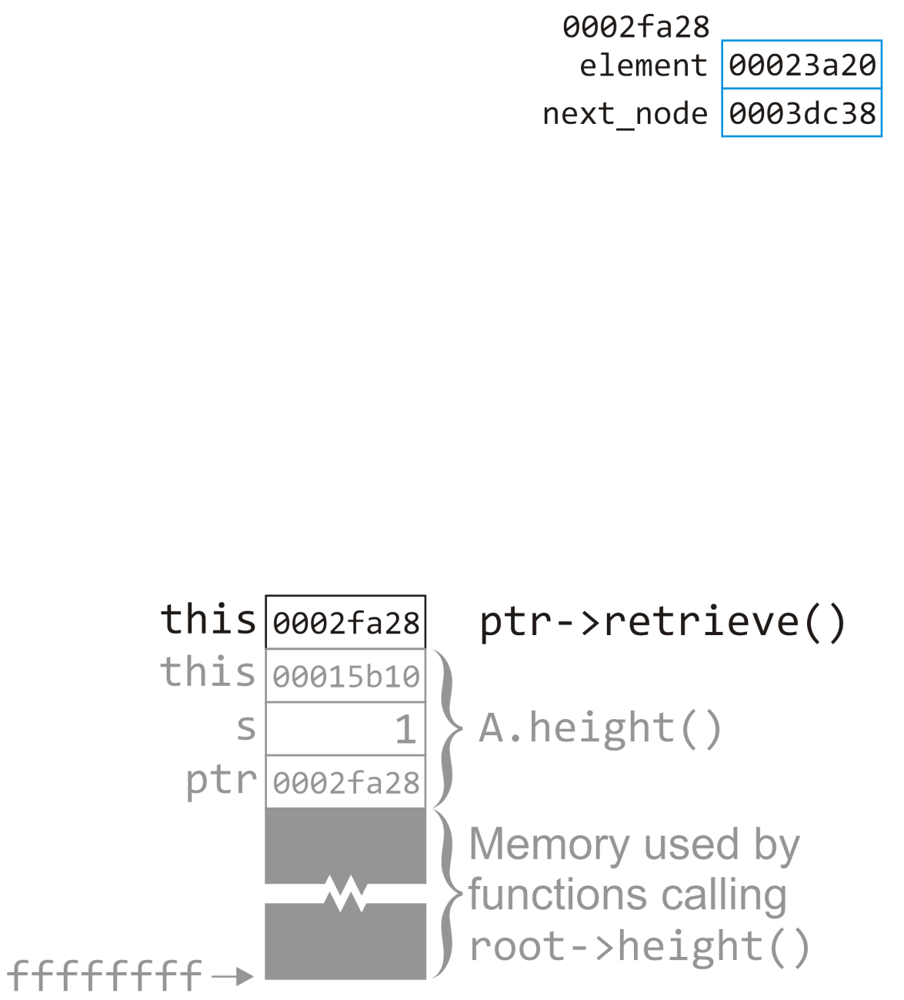 0002fa28
element 00023a20
next_node 0003dc38
this 0002fa28 ptr->retrieve()
this 00015b10
s 1 A.height()
ptr 0002fa28
Memory used by
functions calling
root->height()
ffffffff